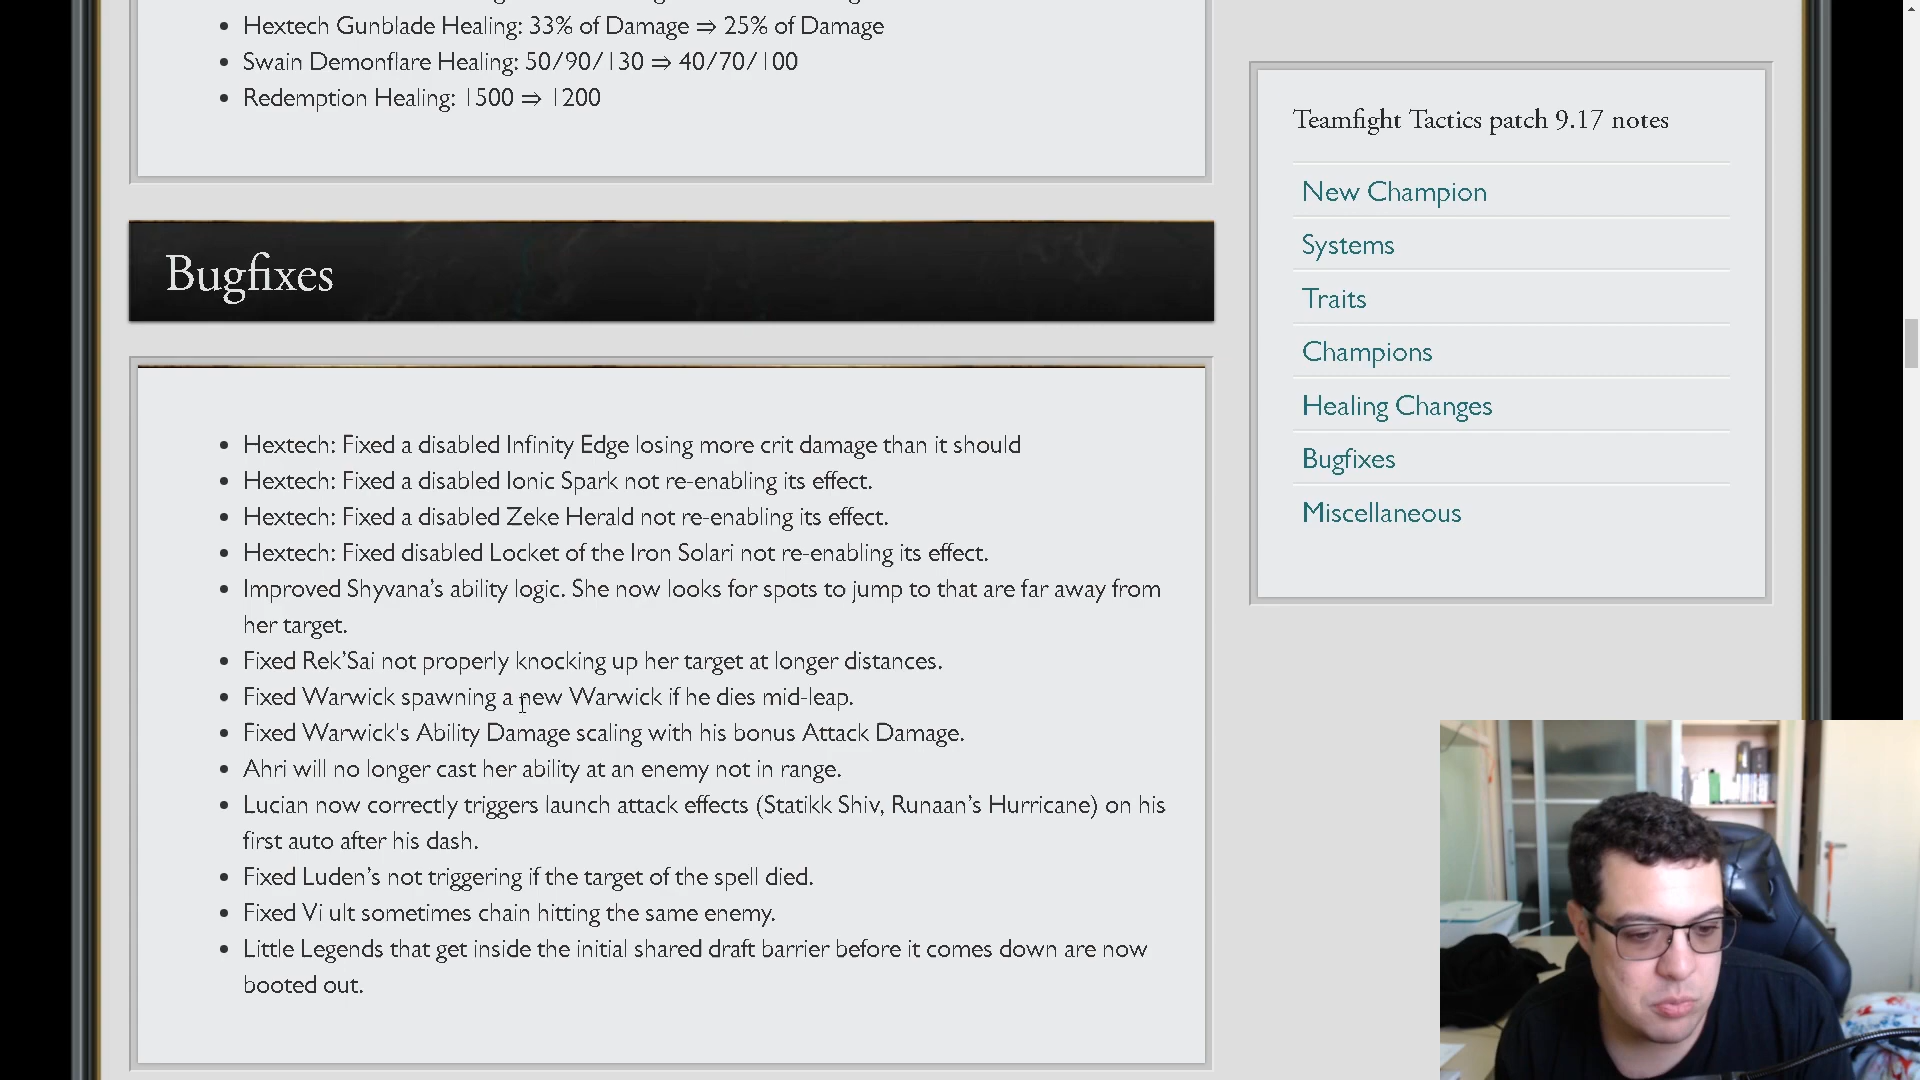 Hextech Gunblade Healing: 33% of Damage ⇒ 25% of Damage
Swain Demonflare Healing: 50/90/130 ⇒ 40/70/100
Redemption Healing: 1500 ⇒ 1200
Bugfixes
Hextech: Fixed a disabled Infinity Edge losing more crit damage than it should
Hextech: Fixed a disabled Ionic Spark not re-enabling its effect.
Hextech: Fixed a disabled Zeke Herald not re-enabling its effect.
Hextech: Fixed disabled Locket of the Iron Solari not re-enabling its effect.
Improved Shyvana’s ability logic. She now looks for spots to jump to that are far away from
her target.
Fixed Rek’Sai not properly knocking up her target at longer distances.
Fixed Warwick spawning a new Warwick if he dies mid-leap.
Fixed Warwick's Ability Damage scaling with his bonus Attack Damage.
Ahri will no longer cast her ability at an enemy not in range.
Lucian now correctly triggers launch attack effects (Statikk Shiv, Runaan’s Hurricane) on his
first auto after his dash.
Fixed Luden’s not triggering if the target of the spell died.
Fixed Vi ult sometimes chain hitting the same enemy.
Little Legends that get inside the initial shared draft barrier before it comes down are now
booted out.
Teamfight Tactics patch 9.17 notes
New Champion
Systems
Traits
Champions
Healing Changes
Bugfixes
Miscellaneous